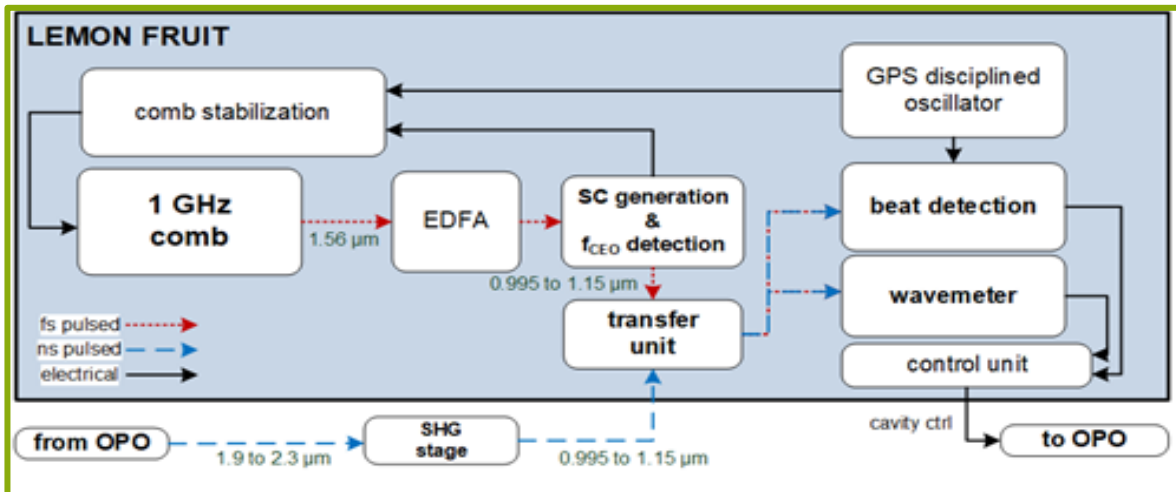 LEMON FRUIT
GPS disciplined
oscillator
comb stabilization
1 GHz
comb
1.56 µm
EDFA
SC generation
&
fCEO detection
0.995 to 1.15 µm
beat detection
wavemeter
transfer
unit
control unit
fs pulsed
ns pulsed
electrical
from OPO
1.9 to 2.3 µm
SHG
stage
0.995 to 1.15 µm
cavity ctrl
to OPO